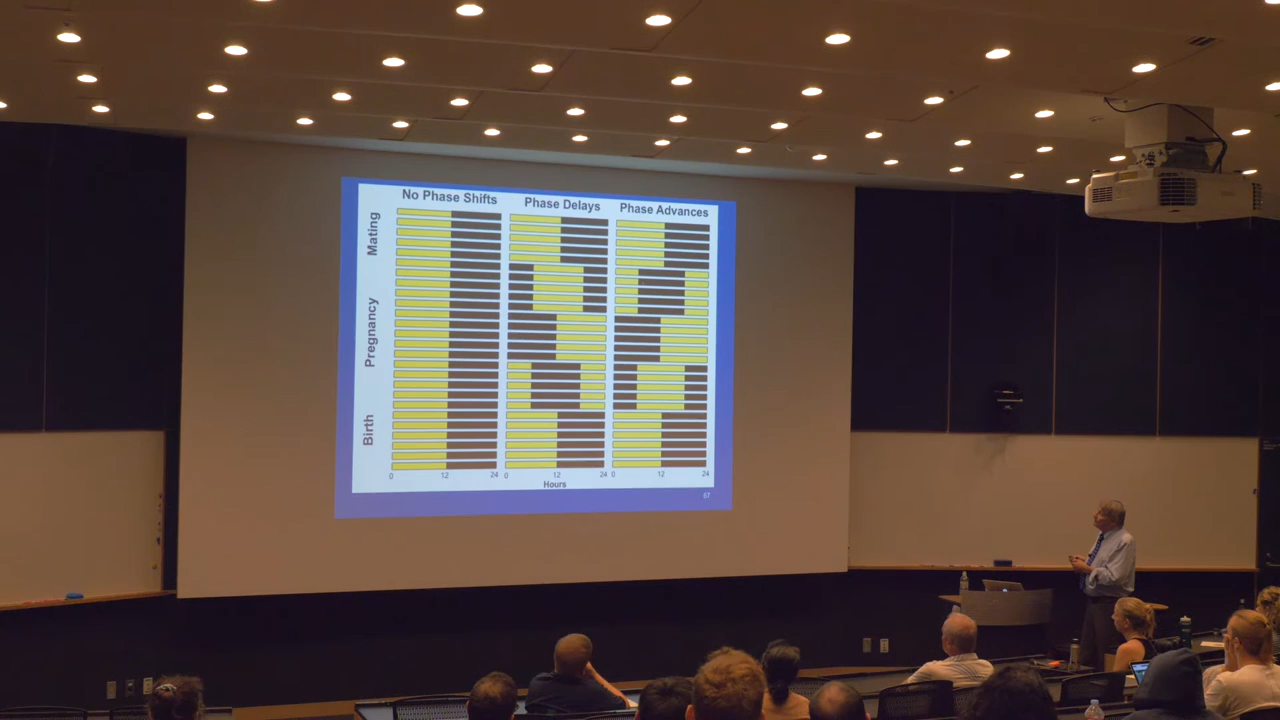 No Phase Shifts
Phase Delays
Phase Advances
Mating
Pregnancy
Birth
0 12 24 0 12 24 0 12 24
Hours
57